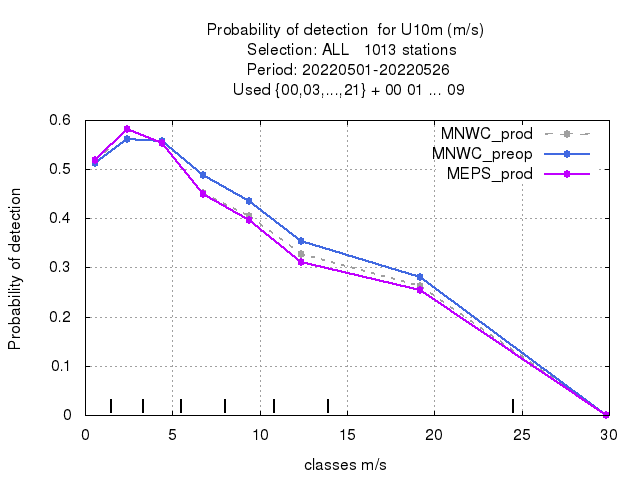 Probability of detection  for U10m (m/s)
Selection: ALL   1013 stations
Period: 20220501-20220526
Used {00,03,...,21} + 00 01 ... 09
MNWC_prod
MNWC_preop
MEPS_prod
Probability of detection
0.6
0.5
0.4
0.3
0.2
0.1
0
0 5 10 15 20 25 30
classes m/s